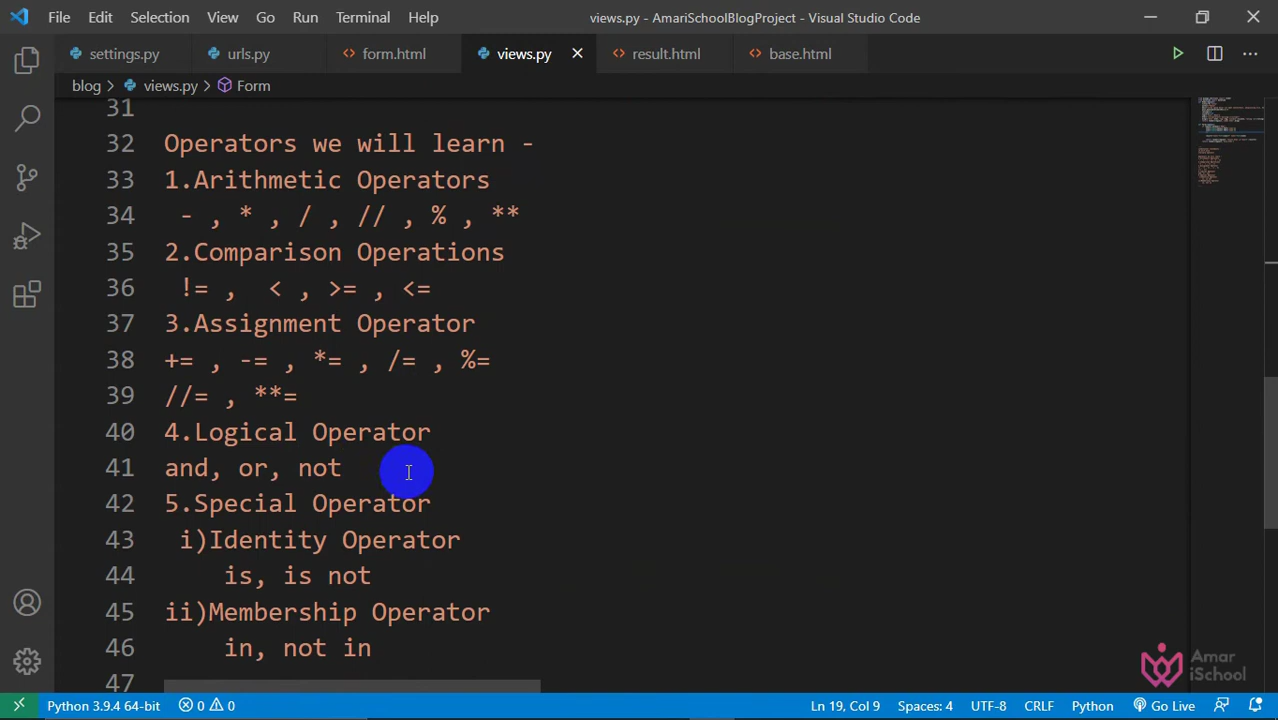 File Edit Selection View Go Run Terminal Help views.py - AmariSchoolBlogProject - Visual Studio Code
settings.py urls.py form.html views.py result.html base.html
blog > views.py > Form
31
32 Operators we will learn -
33 1.Arithmetic Operators
34 - , * , / , // , % , **
35 2.Comparison Operations
36 != , < , >= , <=
37 3.Assignment Operator
38 += , -= , *= , /= , %=
39 //= , **=
40 4.Logical Operator
41 and, or, not
42 5.Special Operator
43 i)Identity Operator
44 is, is not
45 ii)Membership Operator
46 in, not in
47
Amar
iSchool
Python 3.9.4 64-bit 0 0 Ln 19, Col 9 Spaces: 4 UTF-8 CRLF Python Go Live